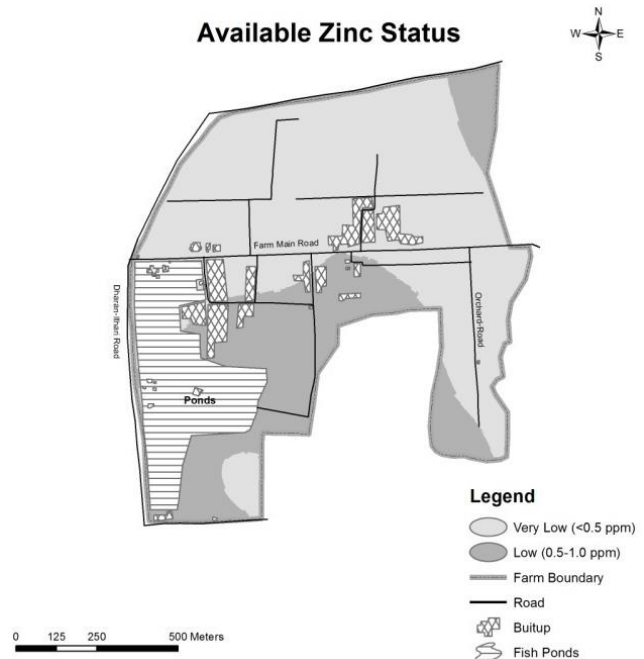 Available Zinc Status
N
W E
S
Farm Main Road
Dharan-Ithari Road
Orchard-Road
Ponds
Legend
Very Low (<0.5 ppm)
Low (0.5-1.0 ppm)
Farm Boundary
Road
Buitup
Fish Ponds
0 125 250 500 Meters